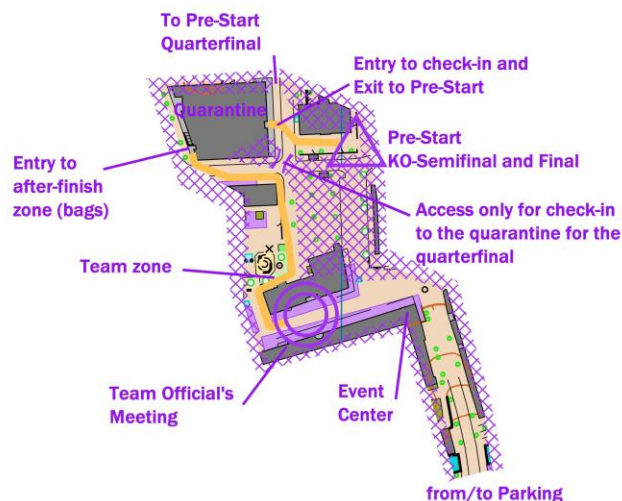 To Pre-Start
Quarterfinal
Entry to check-in and
Exit to Pre-Start
Quarantine
Pre-Start
KO-Semifinal and Final
Entry to
after-finish
zone (bags)
Access only for check-in
to the quarantine for the
quarterfinal
Team zone
Team Official's
Meeting
Event
Center
from/to Parking